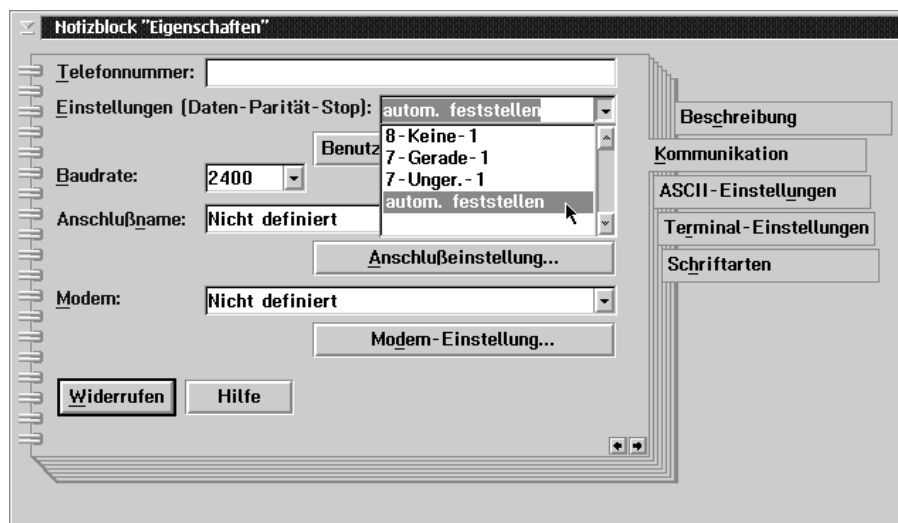 Notizblock "Eigenschaften"
Telefonnummer:
Einstellungen (Daten-Parität-Stop): autom. feststellen
8-Keine-1
7-Gerade-1
7-Unger.-1
autom. feststellen
Benutz
Baudrate: 2400
Anschlußname: Nicht definiert
Anschlußeinstellung...
Modem: Nicht definiert
Modem-Einstellung...
Widerrufen Hilfe
Beschreibung
Kommunikation
ASCII-Einstellungen
Terminal-Einstellungen
Schriftarten